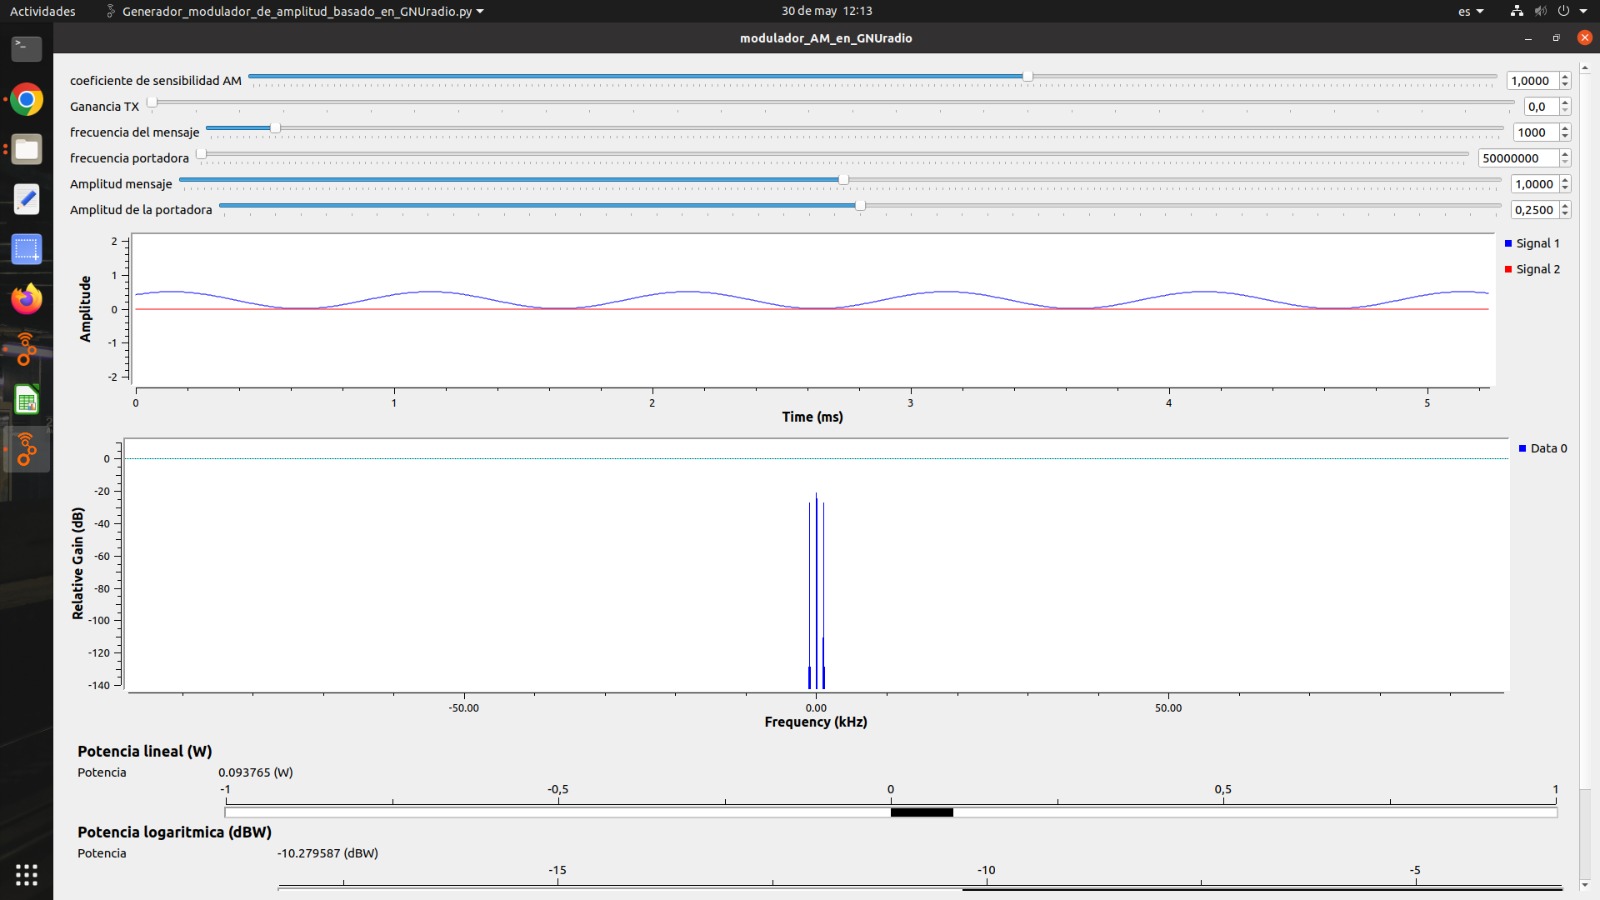 Actividades Generador_modulador_de_amplitud_basado_en_GNUradio.py 30 de may 12:13 es
modulador_AM_en_GNUradio
coeficiente de sensibilidad AM 1,0000
Ganancia TX 0,0
frecuencia del mensaje 1000
frecuencia portadora 50000000
Amplitud mensaje 1,0000
Amplitud de la portadora 0,2500
2
1
0
-1
-2
Amplitude
Signal 1
Signal 2
0 1 2 3 4 5
Time (ms)
0
-20
-40
-60
-80
-100
-120
-140
Relative Gain (dB)
Data 0
-50.00 0.00 50.00
Frequency (kHz)
Potencia lineal (W)
Potencia 0.093765 (W)
-1 -0,5 0 0,5 1
Potencia logaritmica (dBW)
Potencia -10.279587 (dBW)
-15 -10 -5